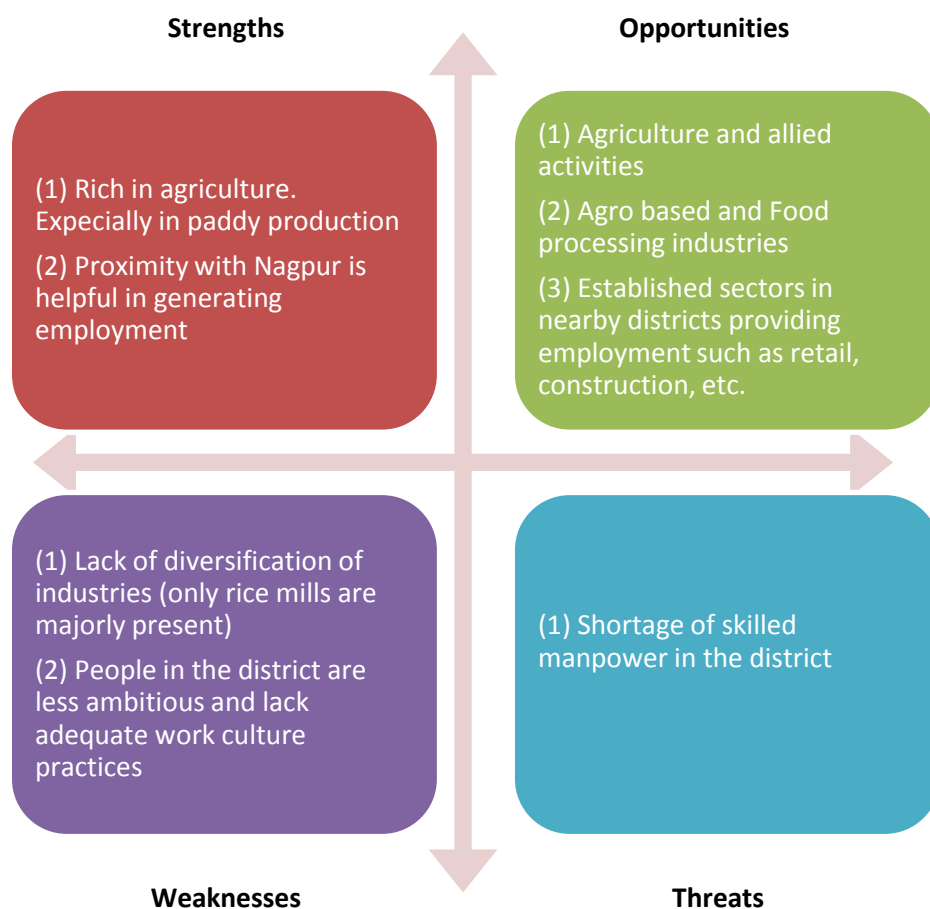 Strengths
Opportunities
(1) Rich in agriculture.
Expecially in paddy production
(2) Proximity with Nagpur is
helpful in generating
employment
(1) Agriculture and allied
activities
(2) Agro based and Food
processing industries
(3) Established sectors in
nearby districts providing
employment such as retail,
construction, etc.
(1) Lack of diversification of
industries (only rice mills are
majorly present)
(2) People in the district are
less ambitious and lack
adequate work culture
practices
(1) Shortage of skilled
manpower in the district
Weaknesses
Threats